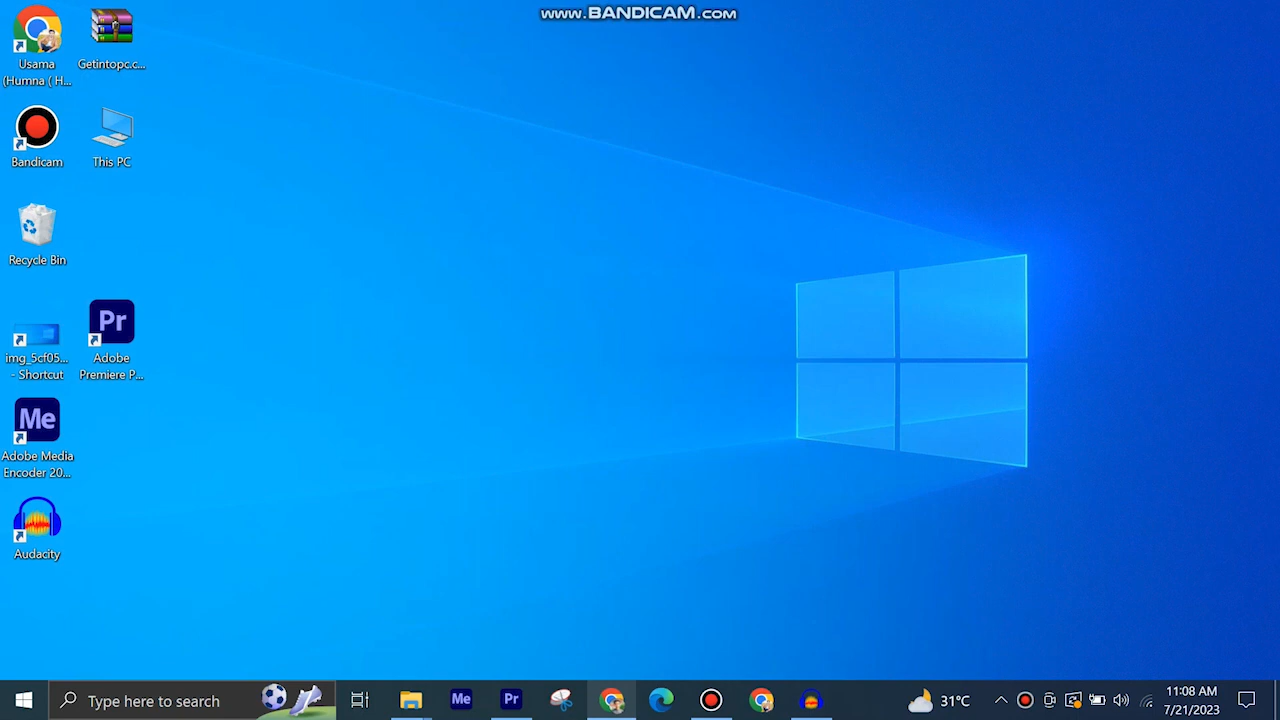 www.BANDICAM.com
Usama
(Humna ( H...
Getintopc.c...
Bandicam
This PC
Recycle Bin
img_5cf05...
- Shortcut
Pr
Adobe
Premiere P...
Me
Adobe Media
Encoder 20...
Audacity
Type here to search
Me
Pr
31°C
11:08 AM
7/21/2023